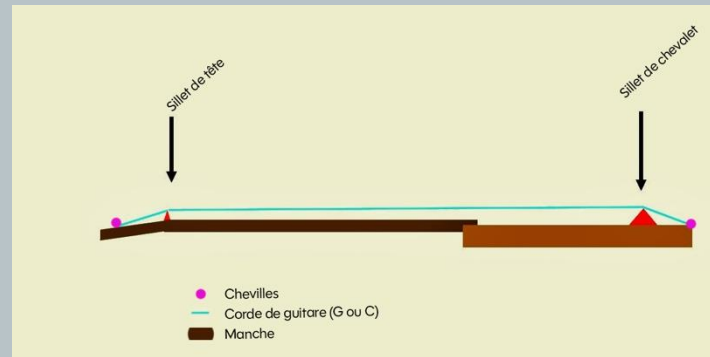 Sillet de tête
Sillet de chevalet
Chevilles
Corde de guitare (G ou C)
Manche